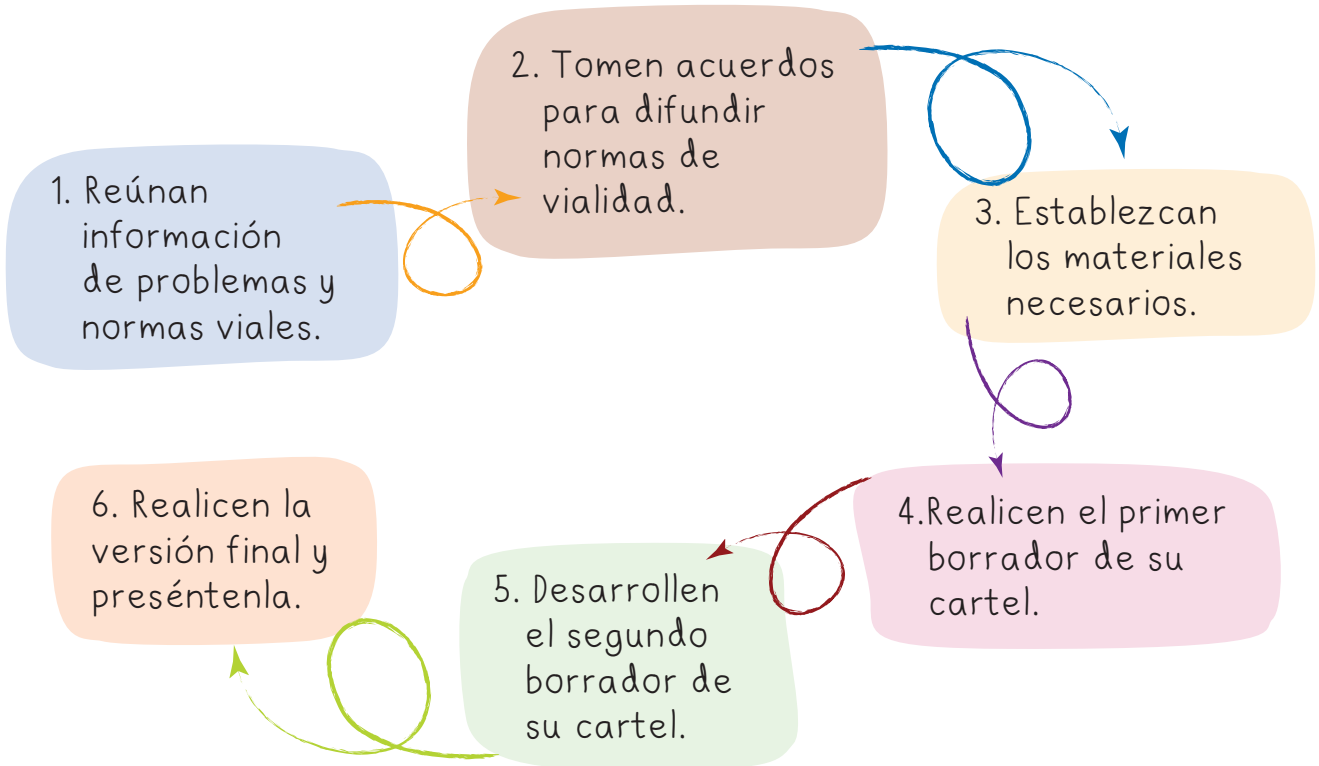 1. Reúnan
información
de problemas y
normas viales.
2. Tomen acuerdos
para difundir
normas de
vialidad.
3. Establezcan
los materiales
necesarios.
4.Realicen el primer
borrador de su
cartel.
5. Desarrollen
el segundo
borrador de
su cartel.
6. Realicen la
versión final y
preséntenla.